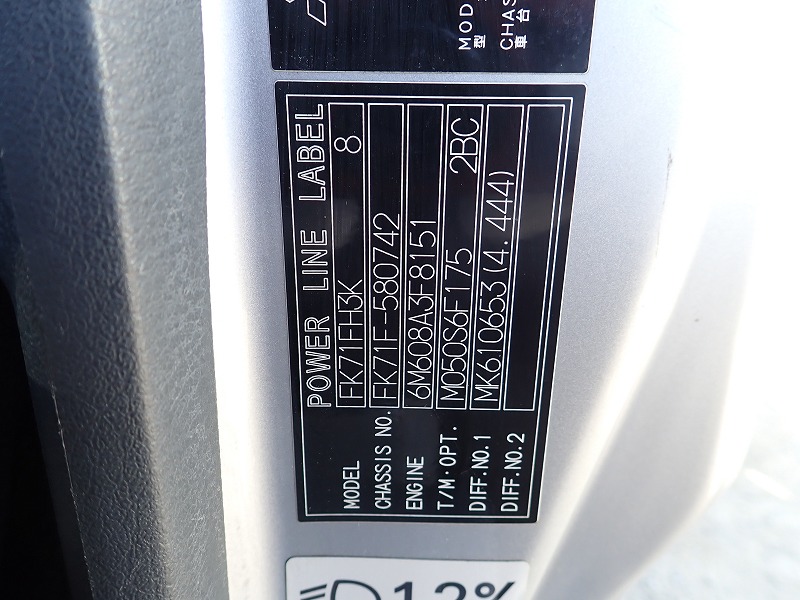 MOD
型
CHAS
車台
POWER LINE LABEL
MODEL FK71FH3K 8
CHASSIS NO. FK71F-580742
ENGINE 6M608A3F8151
T/M·OPT. M050S6F175 2BC
DIFF.NO.1 MK610653(4.444)
DIFF.NO.2
12%